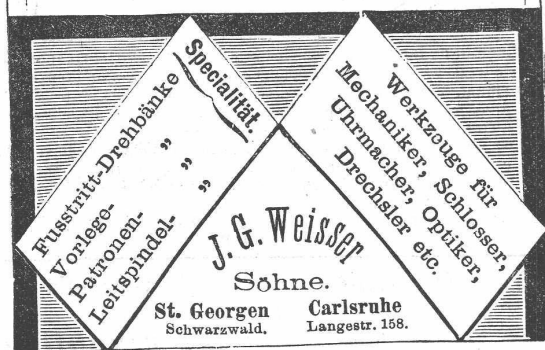 Specialität.
Fusstritt-Drehbänke
Vorlege- „
Patronen- „
Leitspindel- „
Werkzeuge für
Mechaniker, Schlosser,
Uhrmacher, Optiker,
Drechsler etc.
J. G. Weisser
Söhne.
St. Georgen Carlsruhe
Schwarzwald. Langestr. 158.